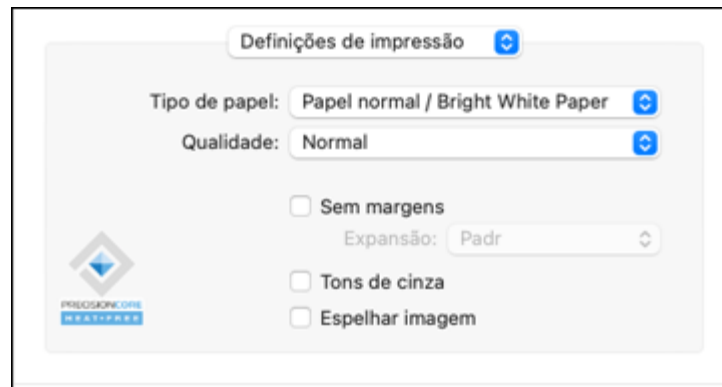 Definições de impressão
Tipo de papel: Papel normal / Bright White Paper
Qualidade: Normal
Sem margens
Expansão: Padr
Tons de cinza
PRECISIONCORE
HEAT-FREE
Espelhar imagem